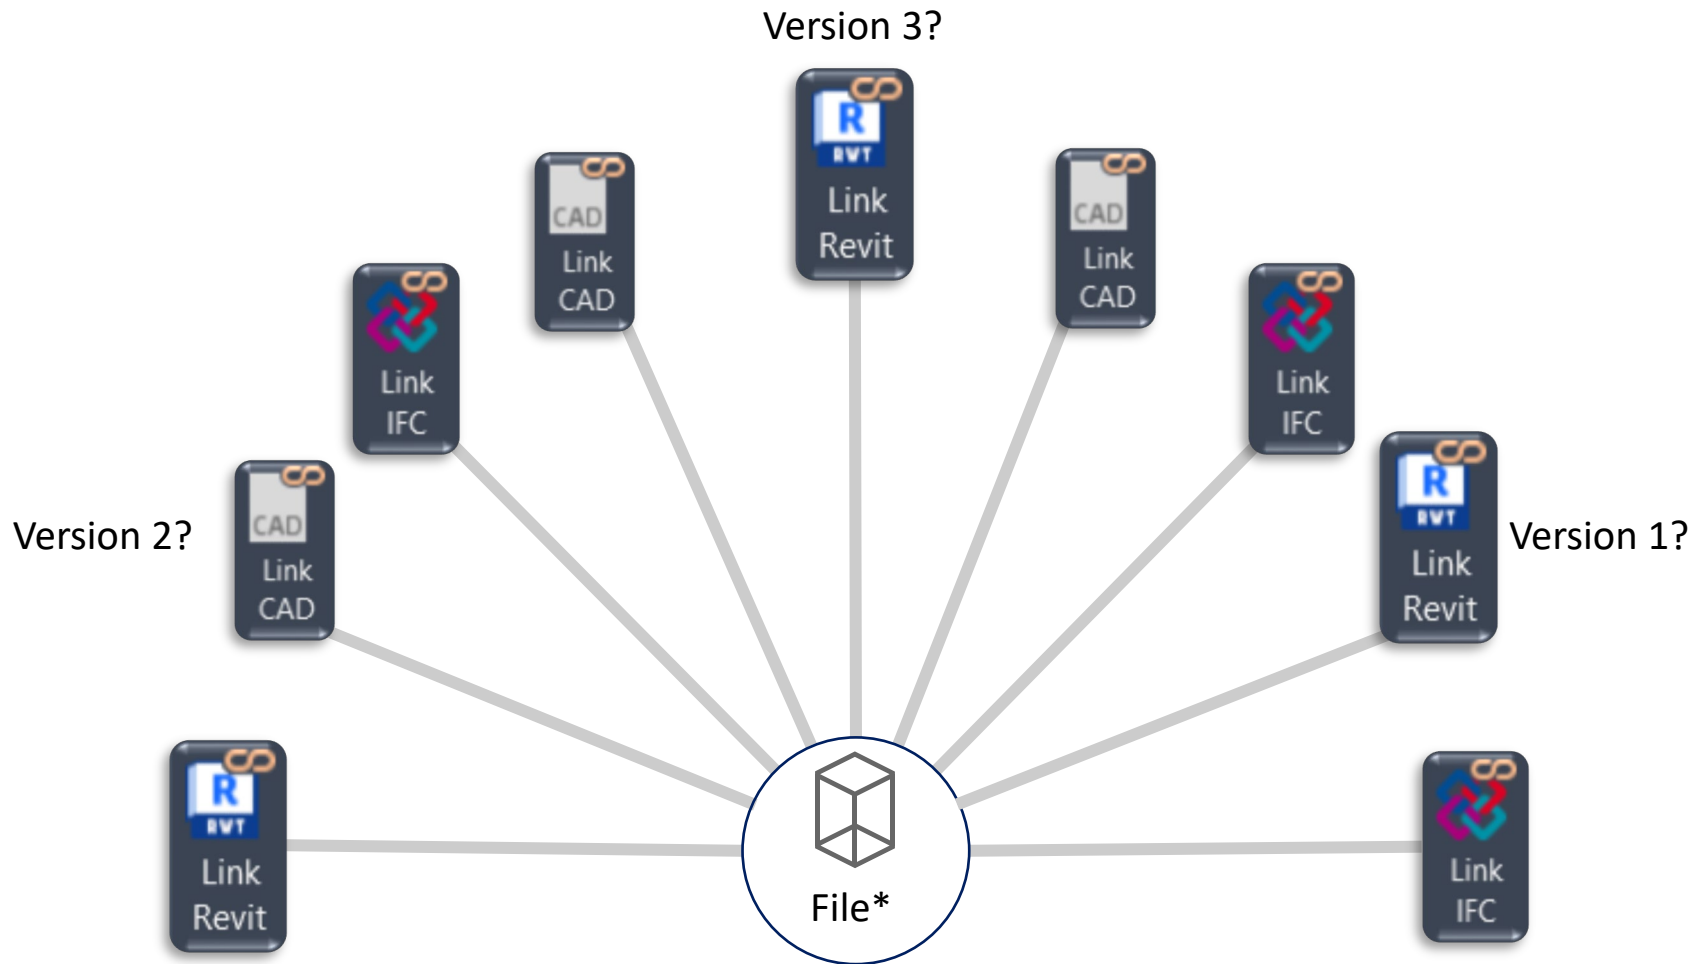 Version 3?
R
RVT
Link
Revit
CAD
Link
CAD
CAD
Link
CAD
Link
IFC
Link
IFC
Version 2?
CAD
Link
CAD
R
RVT
Link
Revit
Version 1?
R
RVT
Link
Revit
File*
Link
IFC